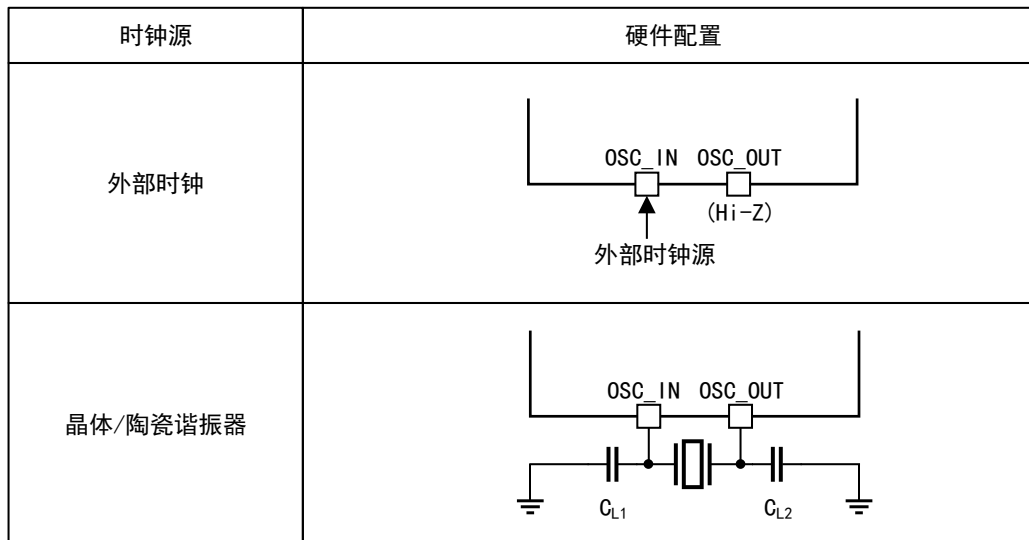 时钟源 硬件配置
外部时钟
OSC_IN OSC_OUT
(Hi-Z)
外部时钟源
晶体/陶瓷谐振器
OSC_IN OSC_OUT
CL1 CL2